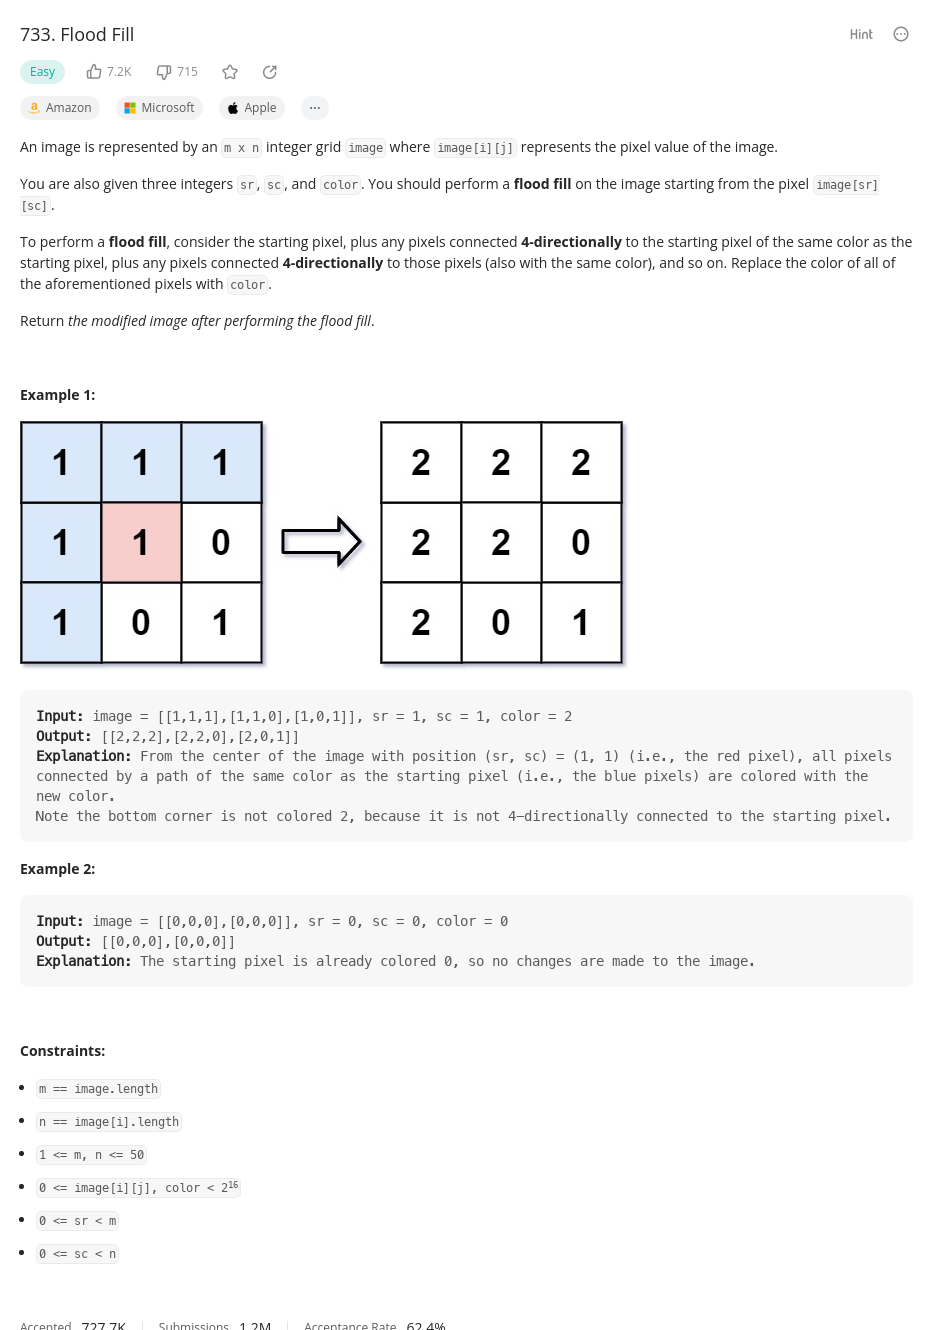 733. Flood Fill
Hint
Easy 7.2K 715
Amazon Microsoft Apple ...
An image is represented by an m x n integer grid image where image[i][j] represents the pixel value of the image.
You are also given three integers sr, sc, and color. You should perform a flood fill on the image starting from the pixel image[sr]
[sc].
To perform a flood fill, consider the starting pixel, plus any pixels connected 4-directionally to the starting pixel of the same color as the
starting pixel, plus any pixels connected 4-directionally to those pixels (also with the same color), and so on. Replace the color of all of
the aforementioned pixels with color.
Return the modified image after performing the flood fill.
Example 1:
1 1 1 2 2 2
1 1 0 2 2 0
1 0 1 2 0 1
Input: image = [[1,1,1],[1,1,0],[1,0,1]], sr = 1, sc = 1, color = 2
Output: [[2,2,2],[2,2,0],[2,0,1]]
Explanation: From the center of the image with position (sr, sc) = (1, 1) (i.e., the red pixel), all pixels
connected by a path of the same color as the starting pixel (i.e., the blue pixels) are colored with the
new color.
Note the bottom corner is not colored 2, because it is not 4-directionally connected to the starting pixel.
Example 2:
Input: image = [[0,0,0],[0,0,0]], sr = 0, sc = 0, color = 0
Output: [[0,0,0],[0,0,0]]
Explanation: The starting pixel is already colored 0, so no changes are made to the image.
Constraints:
m == image.length
n == image[i].length
1 <= m, n <= 50
0 <= image[i][j], color < 2¹⁶
0 <= sr < m
0 <= sc < n
Accepted 727.7K Submissions 1.2M Acceptance Rate 62.4%